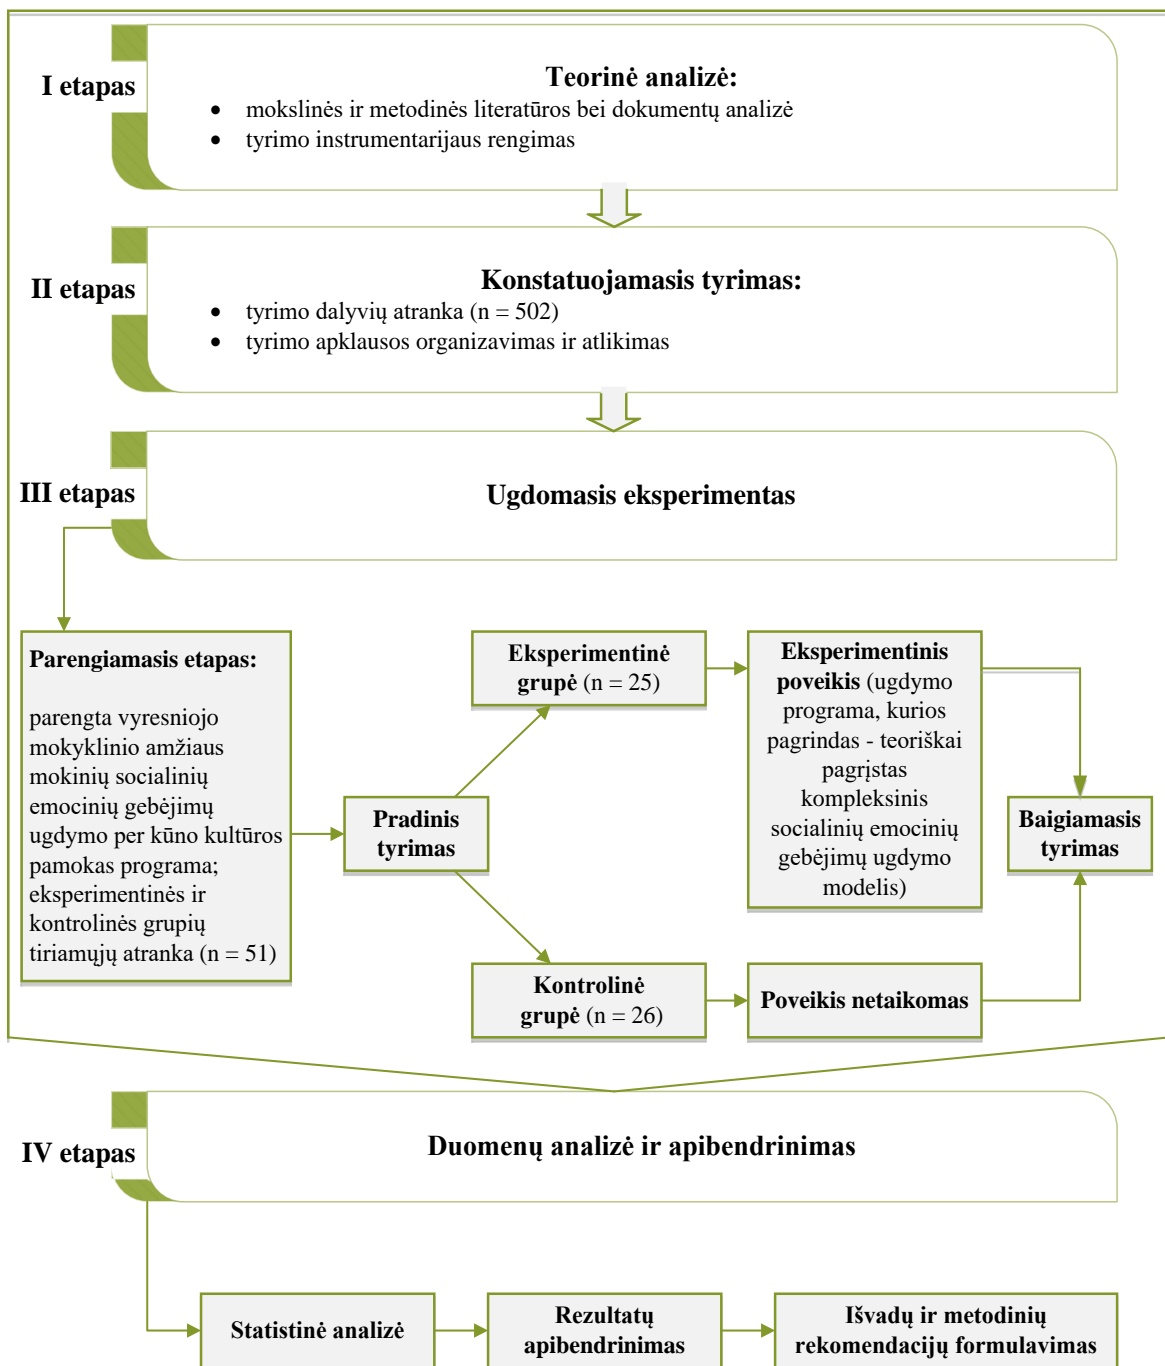 I etapas
Teorinė analizė:
• mokslinės ir metodinės literatūros bei dokumentų analizė
• tyrimo instrumentarijaus rengimas
II etapas
Konstatuojamasis tyrimas:
• tyrimo dalyvių atranka (n = 502)
• tyrimo apklausos organizavimas ir atlikimas
III etapas
Ugdomasis eksperimentas
Parengiamasis etapas:
parengta vyresniojo
mokyklinio amžiaus
mokinių socialinių
emocinių gebėjimų
ugdymo per kūno kultūros
pamokas programa;
eksperimentinės ir
kontrolinės grupių
tiriamųjų atranka (n = 51)
Pradinis
tyrimas
Eksperimentinė
grupė (n = 25)
Eksperimentinis
poveikis (ugdymo
programa, kurios
pagrindas - teoriškai
pagrįstas
kompleksinis
socialinių emocinių
gebėjimų ugdymo
modelis)
Kontrolinė
grupė (n = 26)
Poveikis netaikomas
Baigiamasis
tyrimas
IV etapas
Duomenų analizė ir apibendrinimas
Statistinė analizė
Rezultatų
apibendrinimas
Išvadų ir metodinių
rekomendacijų formulavimas